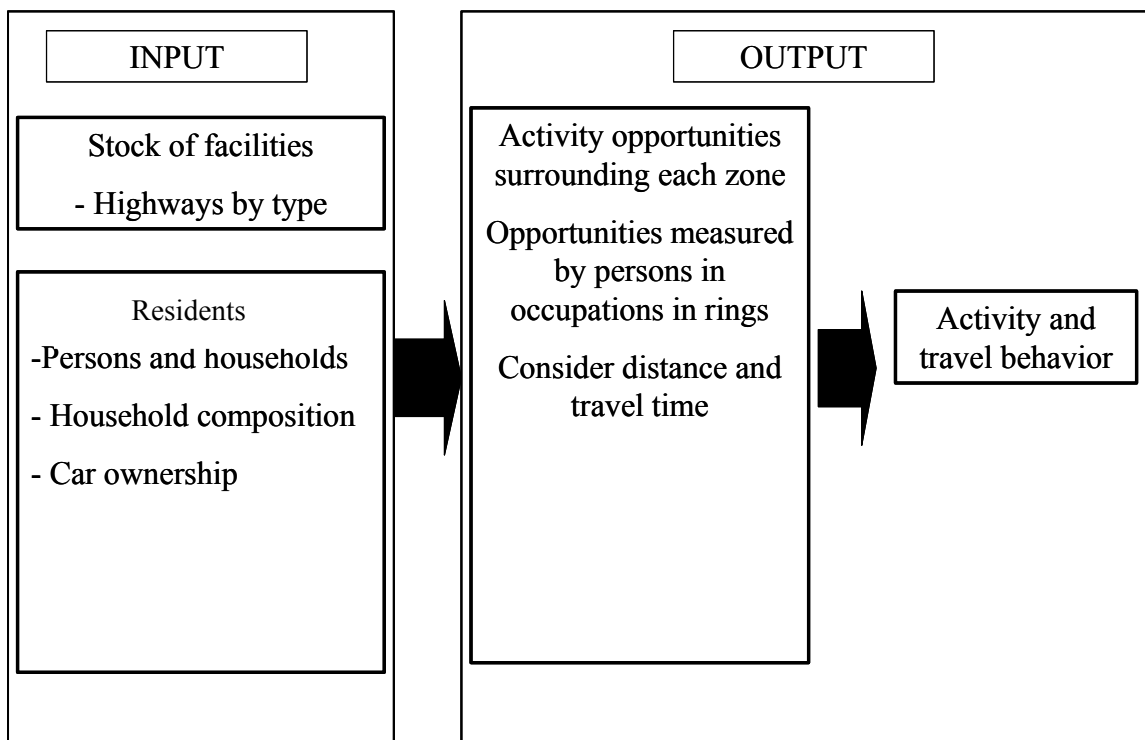 INPUT
Stock of facilities
- Highways by type
Residents
-Persons and households
- Household composition
- Car ownership
OUTPUT
Activity opportunities
surrounding each zone
Opportunities measured
by persons in
occupations in rings
Consider distance and
travel time
Activity and
travel behavior